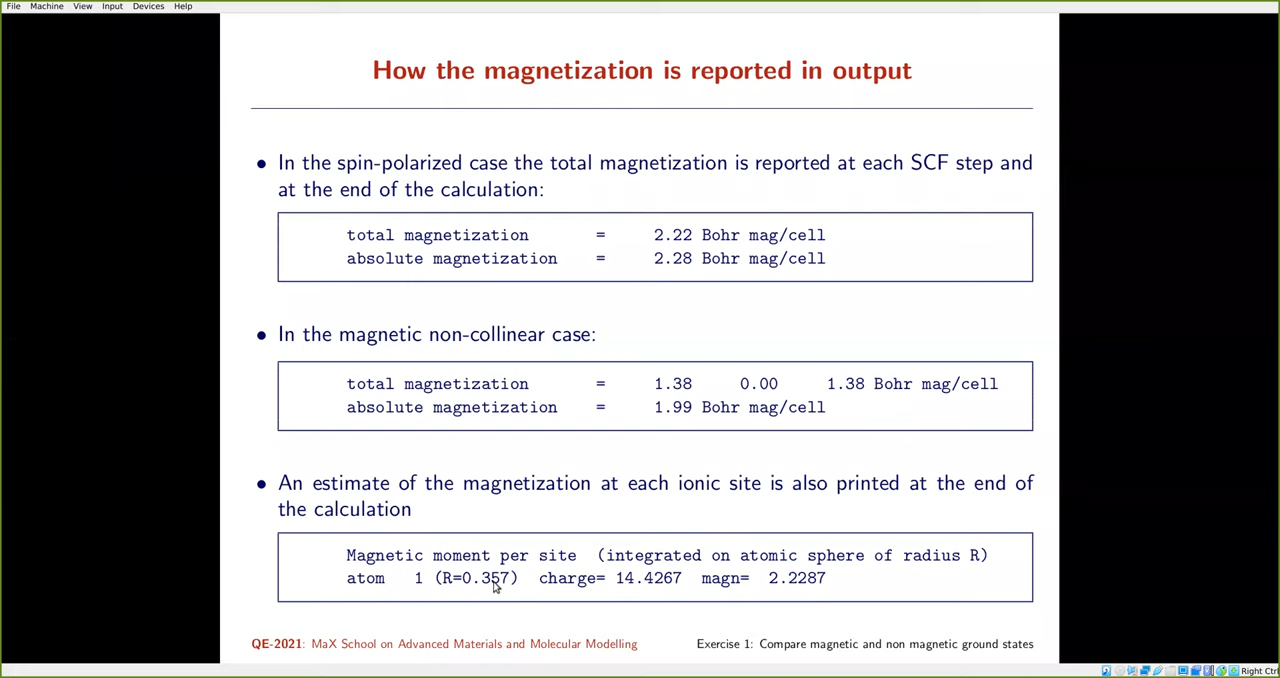 File Machine View Input Devices Help
How the magnetization is reported in output
• In the spin-polarized case the total magnetization is reported at each SCF step and
at the end of the calculation:
total magnetization = 2.22 Bohr mag/cell
absolute magnetization = 2.28 Bohr mag/cell
• In the magnetic non-collinear case:
total magnetization = 1.38 0.00 1.38 Bohr mag/cell
absolute magnetization = 1.99 Bohr mag/cell
• An estimate of the magnetization at each ionic site is also printed at the end of
the calculation
Magnetic moment per site (integrated on atomic sphere of radius R)
atom 1 (R=0.357) charge= 14.4267 magn= 2.2287
QE-2021: MaX School on Advanced Materials and Molecular Modelling Exercise 1: Compare magnetic and non magnetic ground states
Right Ctrl